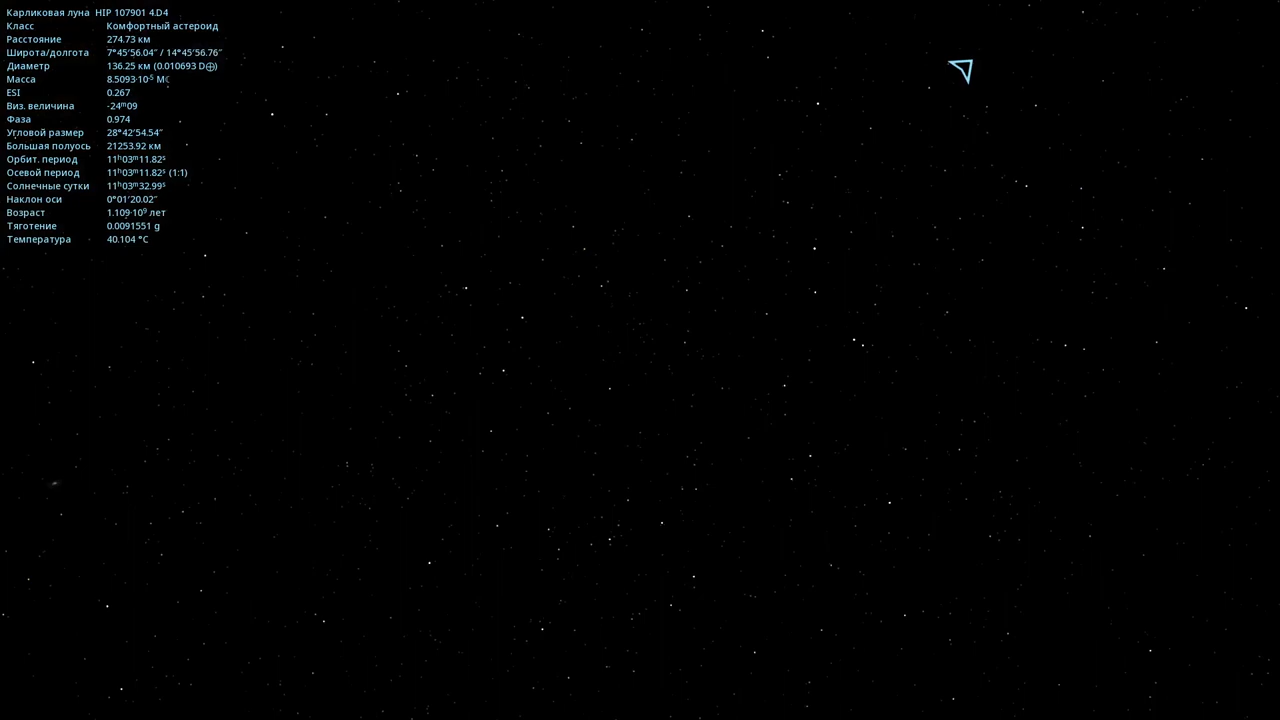 Карликовая луна HIP 107901 4.D4
Класс Комфортный астероид
Расстояние 274.73 км
Широта/долгота 7°45′56.04″ / 14°45′56.76″
Диаметр 136.25 км (0.010693 D⊕)
Масса 8.5093·10⁻⁵ M☾
ESI 0.267
Виз. величина -24ᵐ09
Фаза 0.974
Угловой размер 28°42′54.54″
Большая полуось 21253.92 км
Орбит. период 11ʰ03ᵐ11.82ˢ
Осевой период 11ʰ03ᵐ11.82ˢ (1:1)
Солнечные сутки 11ʰ03ᵐ32.99ˢ
Наклон оси 0°01′20.02″
Возраст 1.109·10⁹ лет
Тяготение 0.0091551 g
Температура 40.104 °C